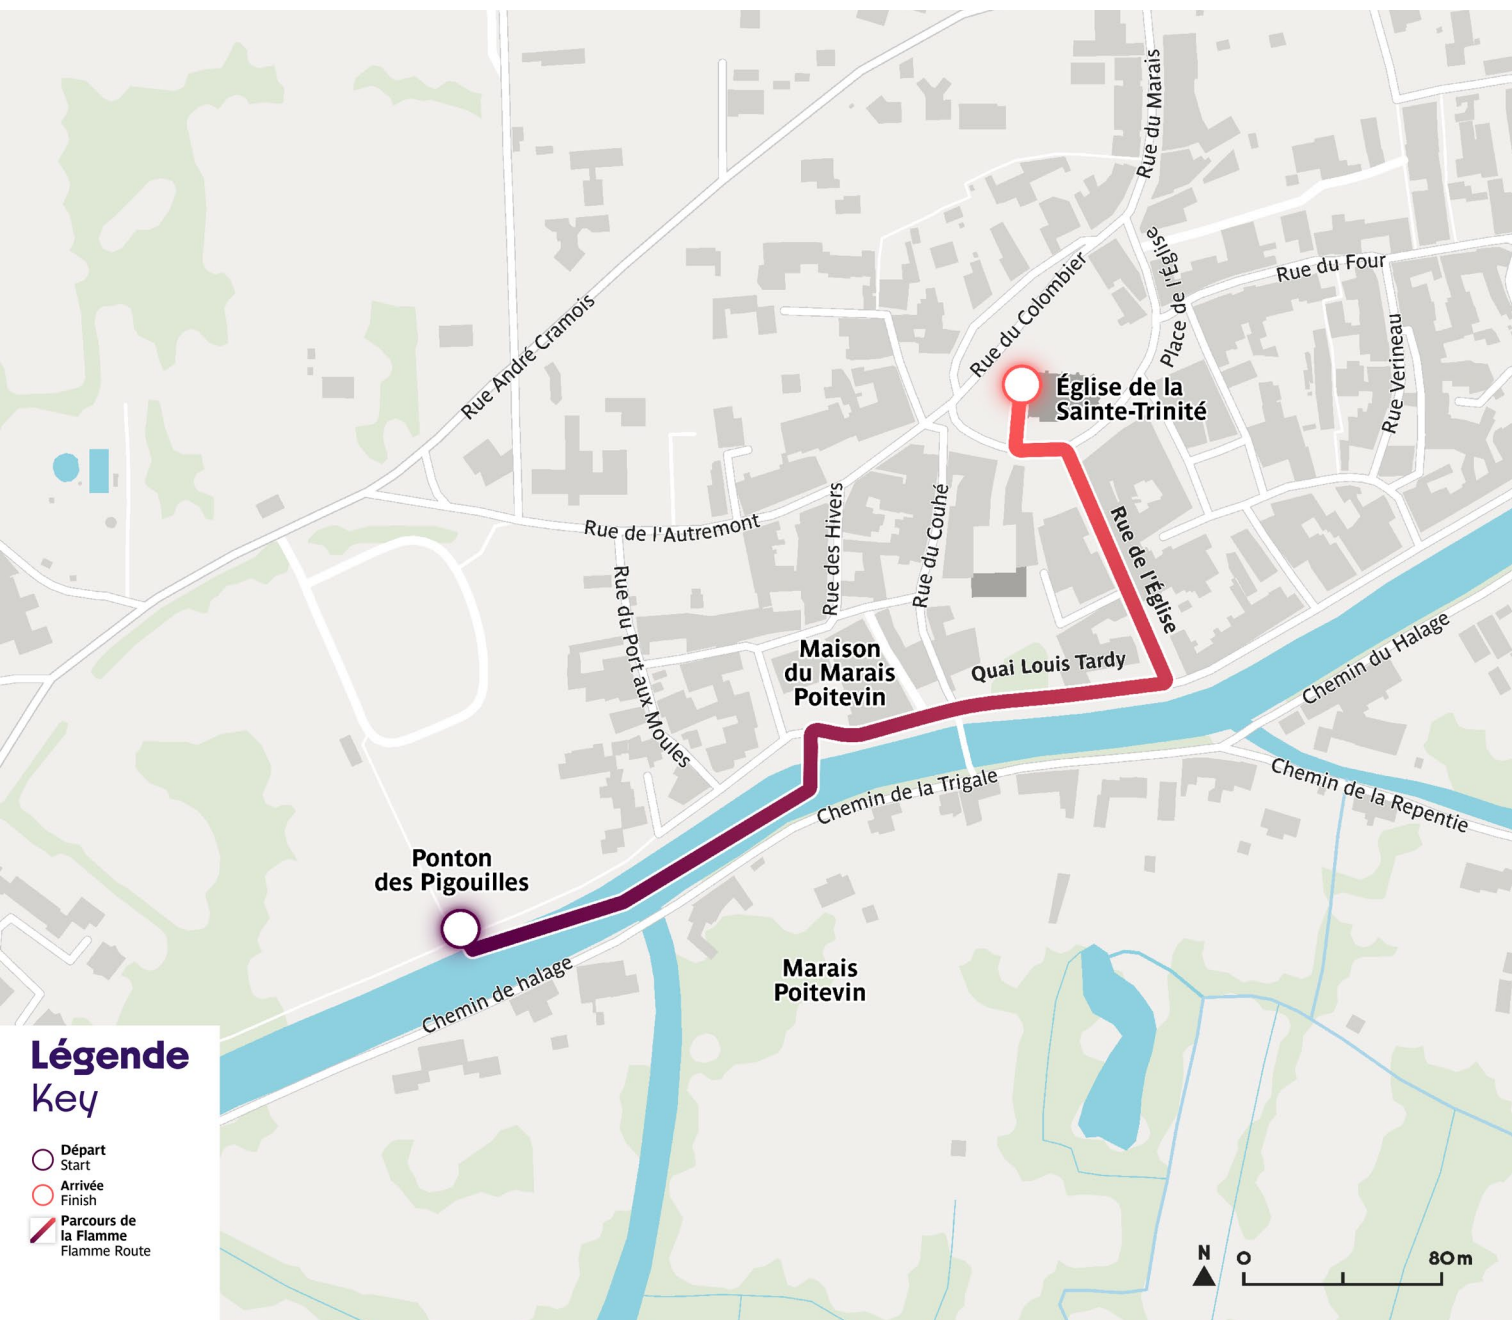 Rue du Marais
Rue du Colombier
Place de l'Église
Rue du Four
Rue André Cramois
Rue Verineau
Église de la
Sainte-Trinité
Rue de l'Autremont
Rue des Hivers
Rue du Couhé
Rue de l'Église
Rue du Port aux Moules
Maison
du Marais
Poitevin
Quai Louis Tardy
Chemin du Halage
Chemin de la Trigale
Chemin de la Repentie
Ponton
des Pigouilles
Chemin de halage
Marais
Poitevin
Légende
Key
Départ
Start
Arrivée
Finish
Parcours de
la Flamme
Flamme Route
N
0 80m